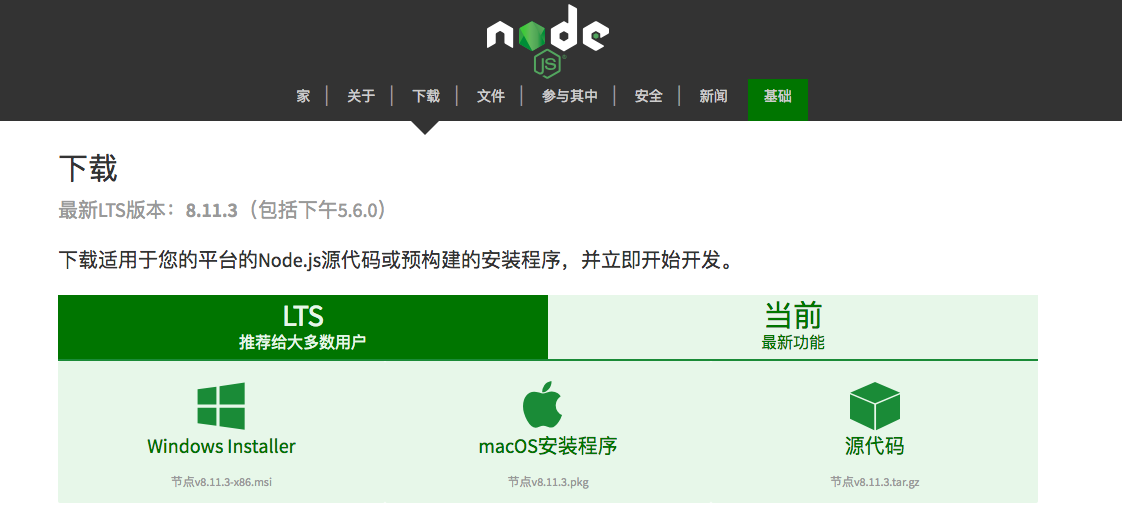 node
JS
家 关于 下载 文件 参与其中 安全 新闻 基础
下载
最新LTS版本：8.11.3（包括下午5.6.0）
下载适用于您的平台的Node.js源代码或预构建的安装程序，并立即开始开发。
LTS
推荐给大多数用户
当前
最新功能
Windows Installer
节点v8.11.3-x86.msi
macOS安装程序
节点v8.11.3.pkg
源代码
节点v8.11.3.tar.gz